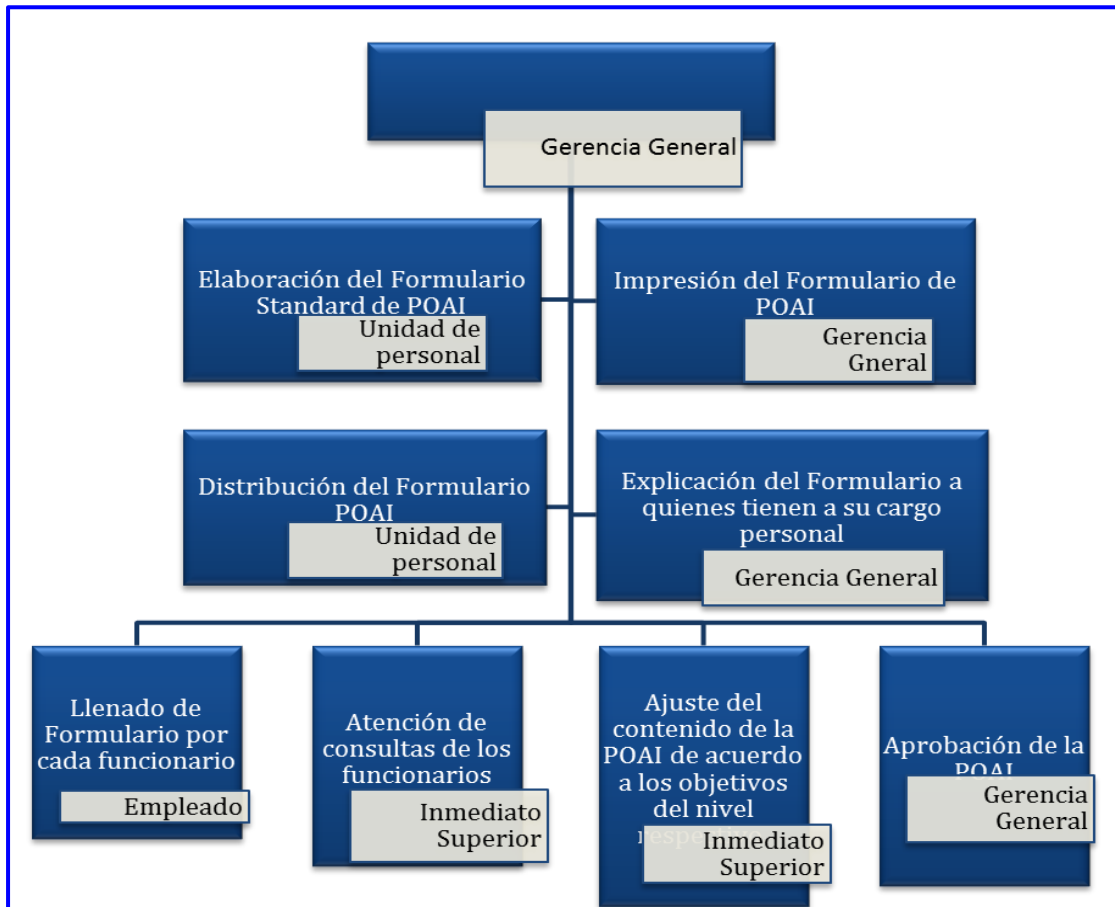 Gerencia General
Elaboración del Formulario
Standard de POAI
Unidad de
personal
Impresión del Formulario de
POAI
Gerencia
Gneral
Distribución del Formulario
POAI
Unidad de
personal
Explicación del Formulario a
quienes tienen a su cargo
personal
Gerencia General
Llenado de
Formulario por
cada funcionario
Empleado
Atención de
consultas de los
funcionarios
Inmediato
Superior
Ajuste del
contenido de la
POAI de acuerdo
a los objetivos
del nivel
respectivo
Inmediato
Superior
Aprobación de la
POAI
Gerencia
General